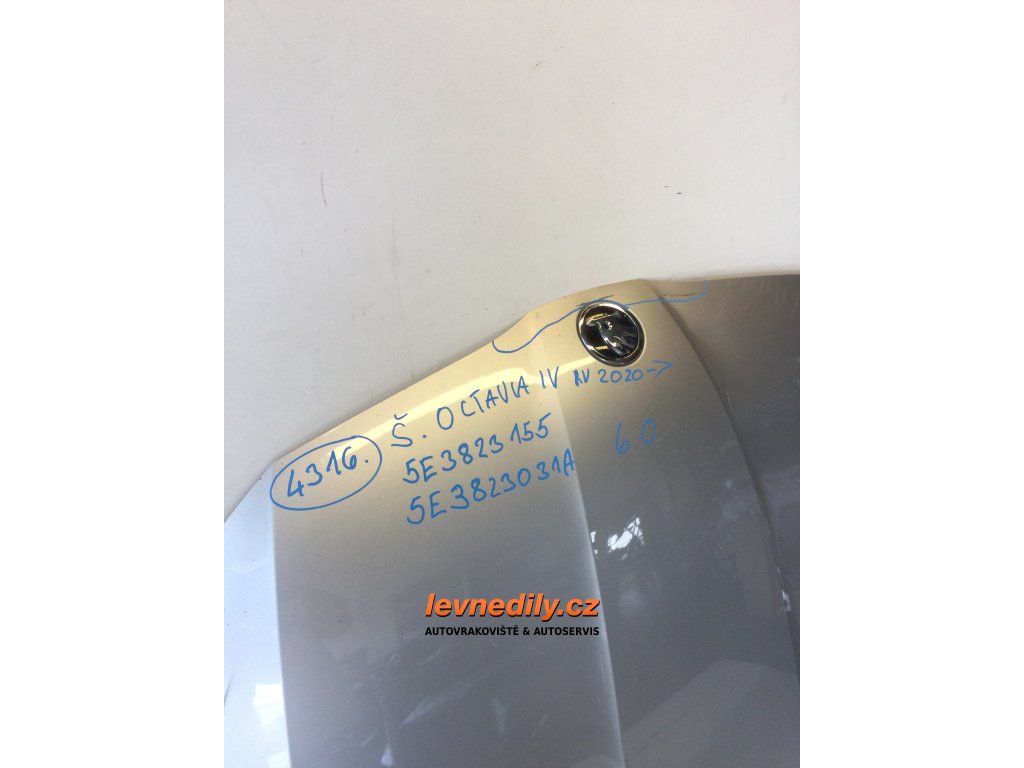 4316.
Š. OCTAVIA IV RV 2020->
5E3823155
6.0
5E3823031A
levnedily.cz
AUTOVRAKOVIŠTĚ & AUTOSERVIS